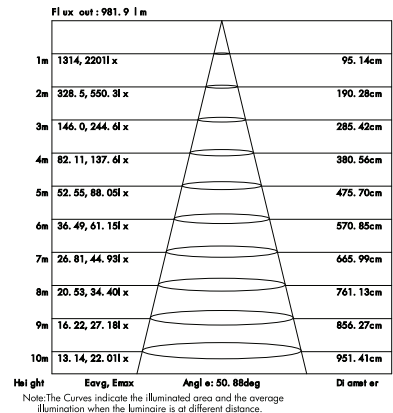 Flux out: 981.9 lm
1m 1314, 2201lx 95.14cm
2m 328.5, 550.3lx 190.28cm
3m 146.0, 244.6lx 285.42cm
4m 82.11, 137.6lx 380.56cm
5m 52.55, 88.05lx 475.70cm
6m 36.49, 61.15lx 570.85cm
7m 26.81, 44.93lx 665.99cm
8m 20.53, 34.40lx 761.13cm
9m 16.22, 27.18lx 856.27cm
10m 13.14, 22.01lx 951.41cm
Height Eavg, Emax Angle: 50.88deg Diameter
Note:The Curves indicate the illuminated area and the average
illumination when the luminaire is at different distance.